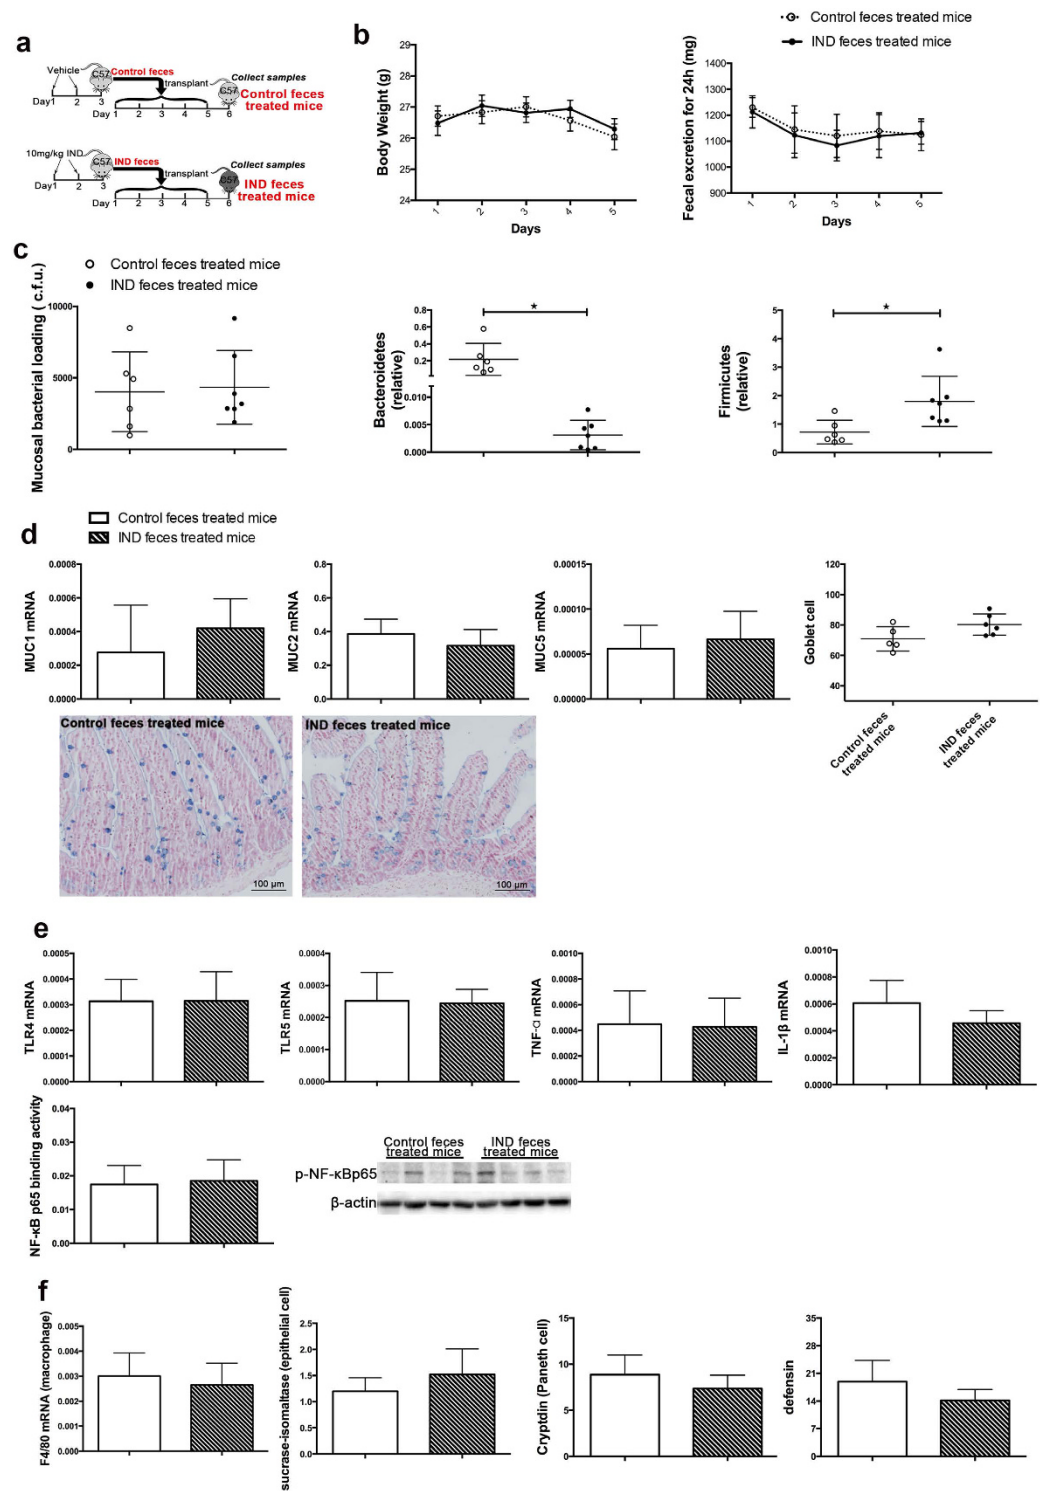 a
Vehicle
C57
Control feces
transplant
Collect samples
C57
Control feces
treated mice
Day1 2 3
Day 1 2 3 4 5 6
10mg/kg IND
C57
IND feces
transplant
Collect samples
C57
IND feces
treated mice
Day1 2 3
Day 1 2 3 4 5 6
b
Control feces treated mice
IND feces treated mice
Body Weight (g)
29
28
27
26
25
24
1 2 3 4 5
Days
Fecal excretion for 24h (mg)
1400
1300
1200
1100
1000
900
1 2 3 4 5
Days
c
Control feces treated mice
IND feces treated mice
Mucosal bacterial loading ( c.f.u.)
10000
5000
0
Bacteroidetes
(relative)
0.8
0.6
0.4
0.2
0.010
0.005
0.000
*
Firmicutes
(relative)
5
4
3
2
1
0
*
d
Control feces treated mice
IND feces treated mice
MUC1 mRNA
0.0008
0.0006
0.0004
0.0002
0.0000
MUC2 mRNA
0.8
0.6
0.4
0.2
0.0
MUC5 mRNA
0.00015
0.00010
0.00005
0.00000
Goblet cell
120
100
80
60
40
Control feces
treated mice
IND feces
treated mice
Control feces treated mice
100 µm
IND feces treated mice
100 µm
e
TLR4 mRNA
0.0005
0.0004
0.0003
0.0002
0.0001
0.0000
TLR5 mRNA
0.0004
0.0003
0.0002
0.0001
0.0000
TNF-α mRNA
0.0010
0.0008
0.0006
0.0004
0.0002
0.0000
IL-1β mRNA
0.0010
0.0008
0.0006
0.0004
0.0002
0.0000
NF-κB p65 binding activity
0.04
0.03
0.02
0.01
0.00
Control feces
treated mice
IND feces
treated mice
p-NF-κBp65
β-actin
f
F4/80 mRNA (macrophage)
0.005
0.004
0.003
0.002
0.001
0.000
sucrase-isomaltase (epithelial cell)
2.5
2.0
1.5
1.0
0.5
0.0
Cryptdin (Paneth cell)
15
10
5
0
defensin
35
28
21
14
7
0